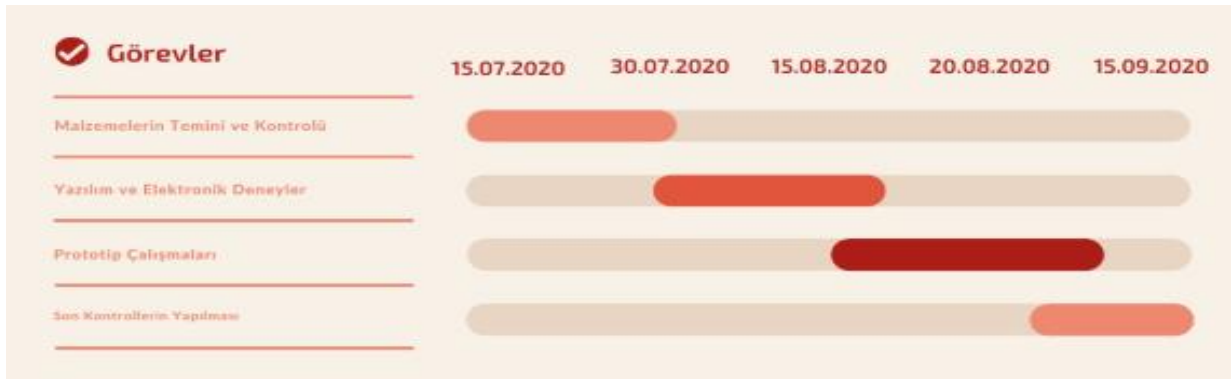 Görevler
15.07.2020 30.07.2020 15.08.2020 20.08.2020 15.09.2020
Malzemelerin Temini ve Kontrolü
Yazılım ve Elektronik Deneyler
Prototip Çalışmaları
Son Kontrollerin Yapılması